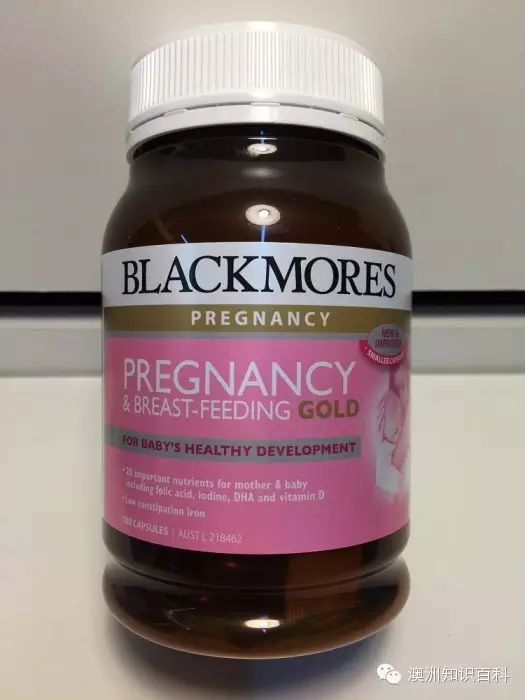 BLACKMORES
PREGNANCY
NEW &
IMPROVED
SMALLER CAPSULE
PREGNANCY
& BREAST-FEEDING GOLD
FOR BABY'S HEALTHY DEVELOPMENT
• 20 important nutrients for mother & baby
including folic acid, iodine, DHA and vitamin D
• Low constipation iron
180 CAPSULES | AUST L 218462
澳洲知识百科